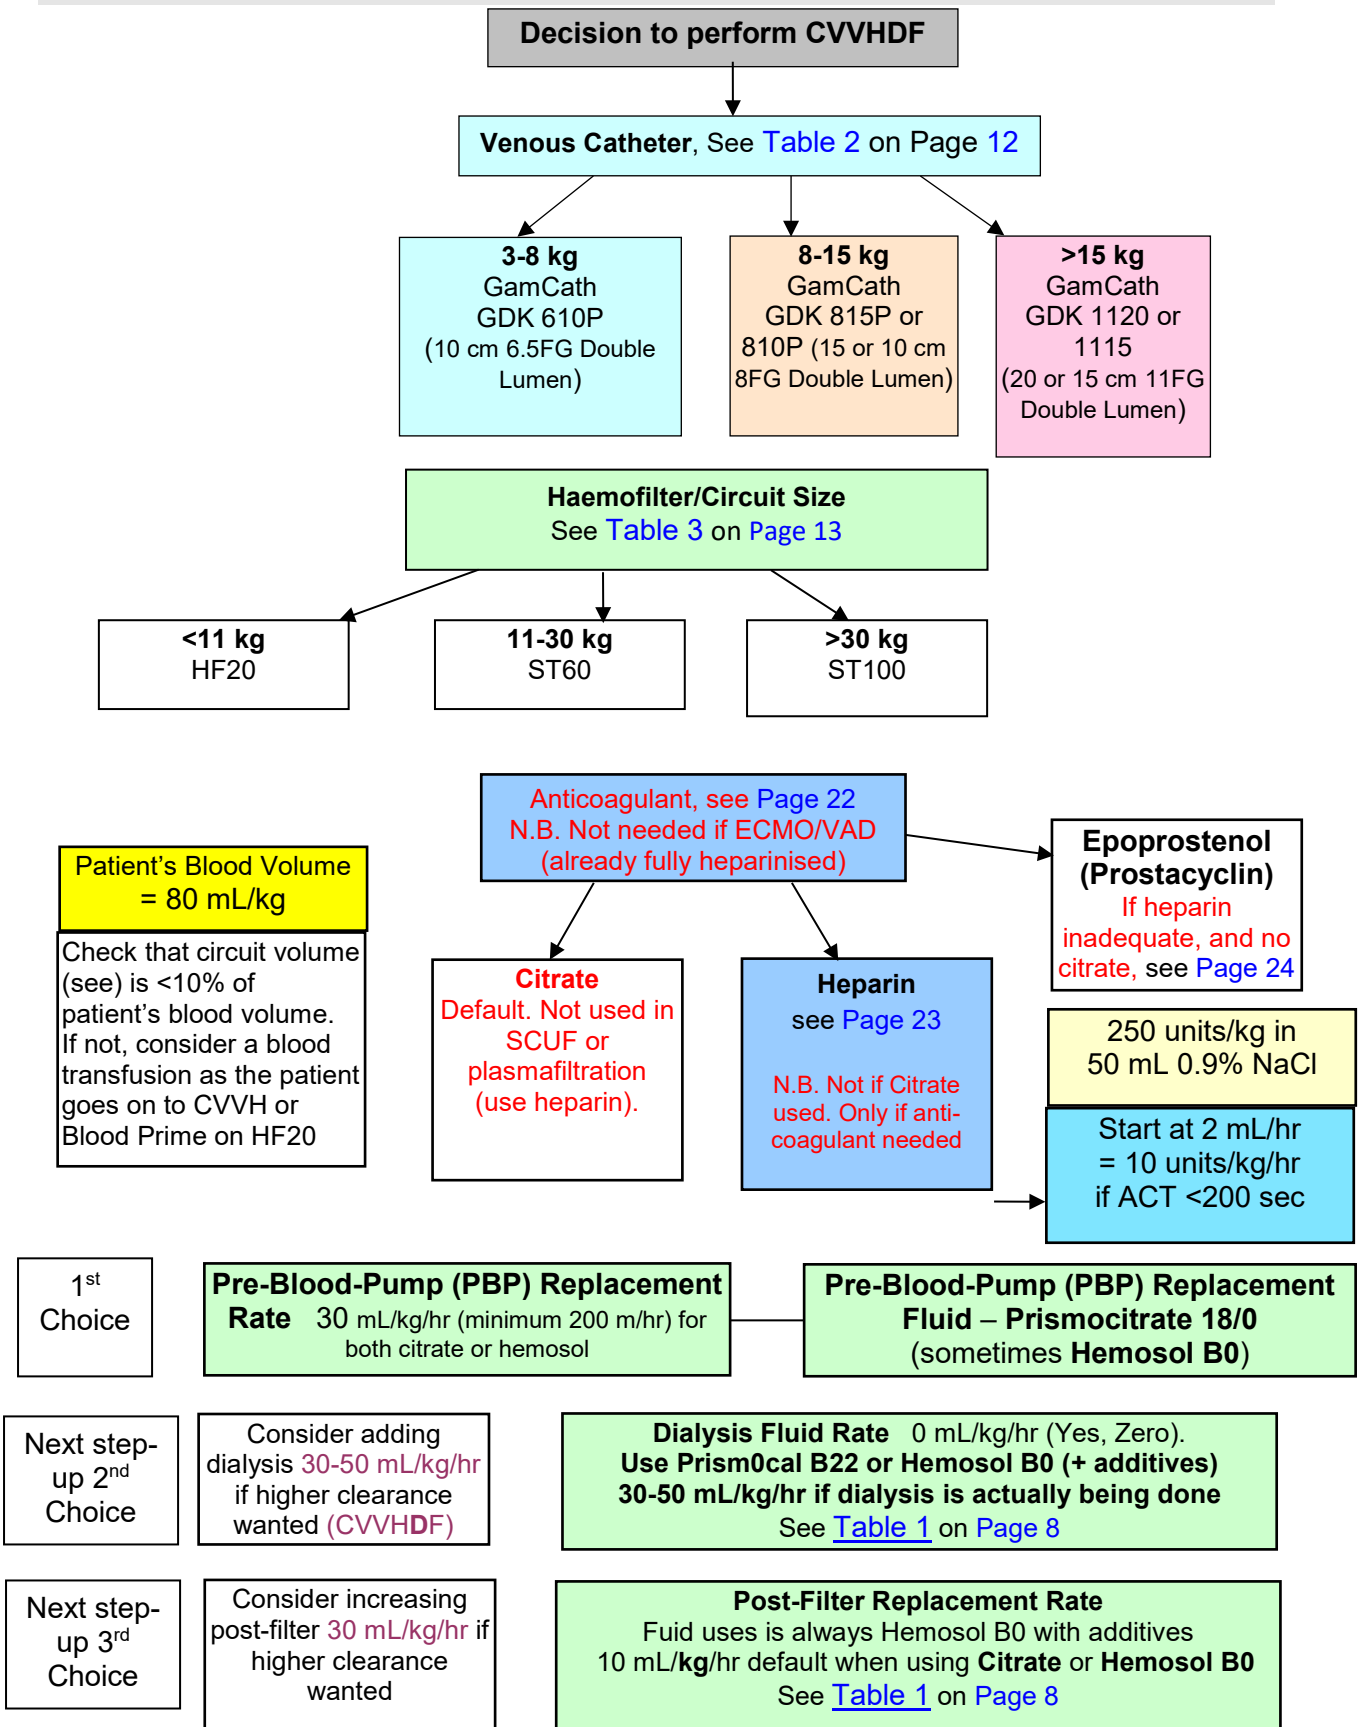 Decision to perform CVVHDF
Venous Catheter, See Table 2 on Page 12
3-8 kg
GamCath
GDK 610P
(10 cm 6.5FG Double
Lumen)
8-15 kg
GamCath
GDK 815P or
810P (15 or 10 cm
8FG Double Lumen)
>15 kg
GamCath
GDK 1120 or
1115
(20 or 15 cm 11FG
Double Lumen)
Haemofilter/Circuit Size
See Table 3 on Page 13
<11 kg
HF20
11-30 kg
ST60
>30 kg
ST100
Anticoagulant, see Page 22
N.B. Not needed if ECMO/VAD
(already fully heparinised)
Patient's Blood Volume
= 80 mL/kg
Check that circuit volume
(see) is <10% of
patient's blood volume.
If not, consider a blood
transfusion as the patient
goes on to CVVH or
Blood Prime on HF20
Citrate
Default. Not used in
SCUF or
plasmafiltration
(use heparin).
Heparin
see Page 23
N.B. Not if Citrate
used. Only if anti-
coagulant needed
Epoprostenol
(Prostacyclin)
If heparin
inadequate, and no
citrate, see Page 24
250 units/kg in
50 mL 0.9% NaCl
Start at 2 mL/hr
= 10 units/kg/hr
if ACT <200 sec
1st
Choice
Pre-Blood-Pump (PBP) Replacement
Rate 30 mL/kg/hr (minimum 200 m/hr) for
both citrate or hemosol
Pre-Blood-Pump (PBP) Replacement
Fluid – Prismocitrate 18/0
(sometimes Hemosol B0)
Next step-
up 2nd
Choice
Consider adding
dialysis 30-50 mL/kg/hr
if higher clearance
wanted (CVVHDF)
Dialysis Fluid Rate 0 mL/kg/hr (Yes, Zero).
Use Prism0cal B22 or Hemosol B0 (+ additives)
30-50 mL/kg/hr if dialysis is actually being done
See Table 1 on Page 8
Next step-
up 3rd
Choice
Consider increasing
post-filter 30 mL/kg/hr if
higher clearance
wanted
Post-Filter Replacement Rate
Fuid uses is always Hemosol B0 with additives
10 mL/kg/hr default when using Citrate or Hemosol B0
See Table 1 on Page 8